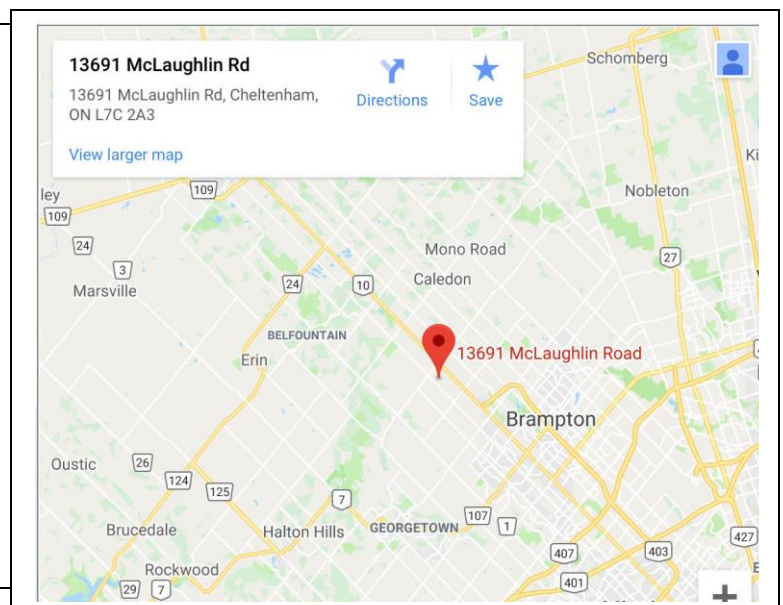 13691 McLaughlin Rd
13691 McLaughlin Rd, Cheltenham,
ON L7C 2A3
View larger map
Directions
Save
Schomberg
109
ley
109
Nobleton
24
Mono Road
27
3
Marsville
24
10
Caledon
BELFOUNTAIN
13691 McLaughlin Road
Erin
Brampton
Oustic
26
124
125
7
107
1
Brucedale
Halton Hills
GEORGETOWN
427
407
403
Rockwood
401
29
7